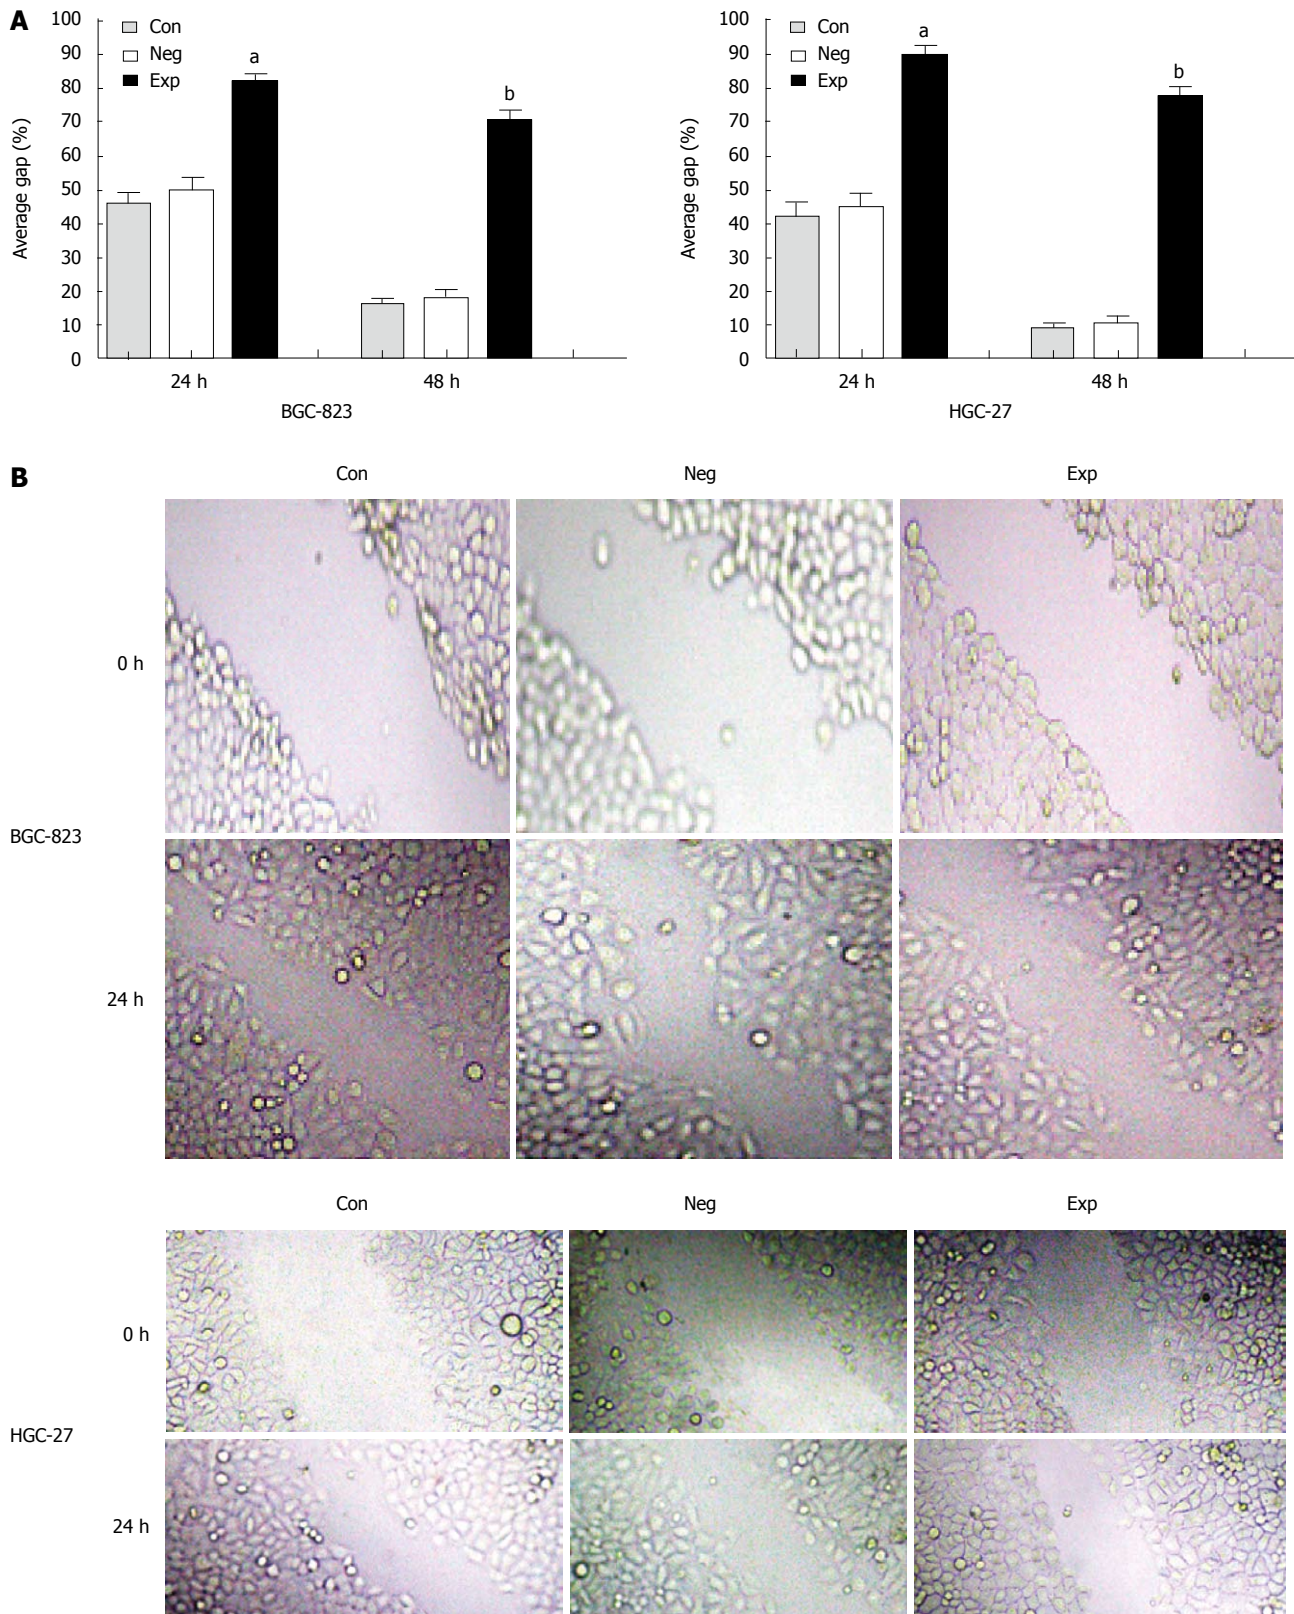 A
100
90
80
70
60
50
40
30
20
10
0
Average gap (%)
Con
Neg
Exp
a
b
24 h
48 h
BGC-823
100
90
80
70
60
50
40
30
20
10
0
Average gap (%)
Con
Neg
Exp
a
b
24 h
48 h
HGC-27
B
Con
Neg
Exp
0 h
BGC-823
24 h
Con
Neg
Exp
0 h
HGC-27
24 h